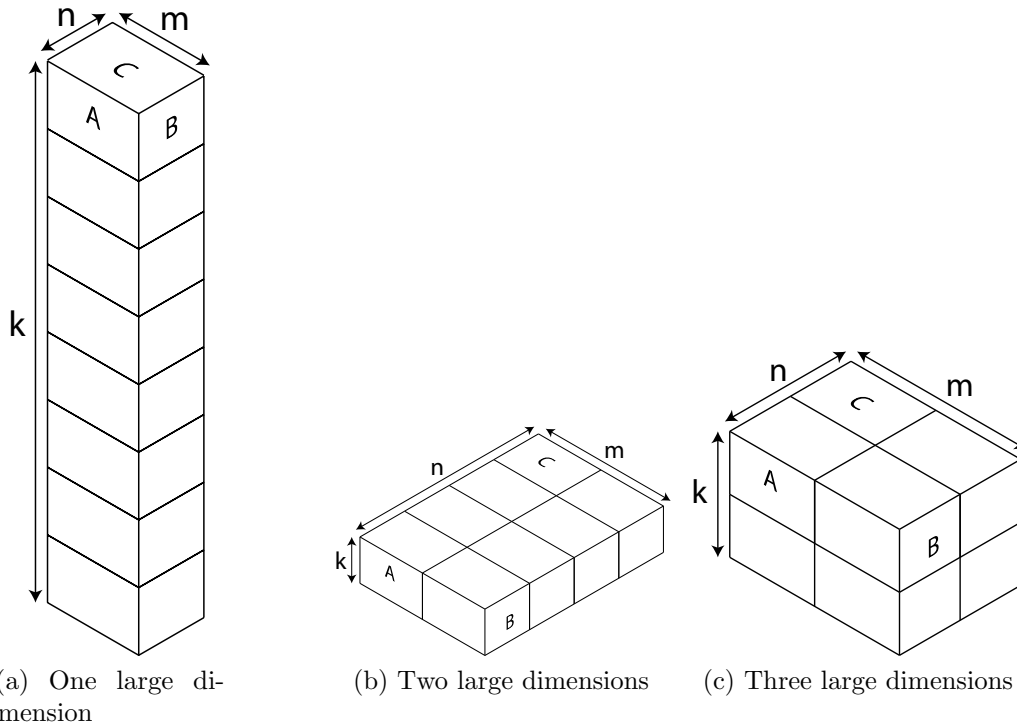 n m
C
A B
k
(a) One large di-
mension
n m
C
k A
B
(b) Two large dimensions
n m
C
A
k
B
(c) Three large dimensions